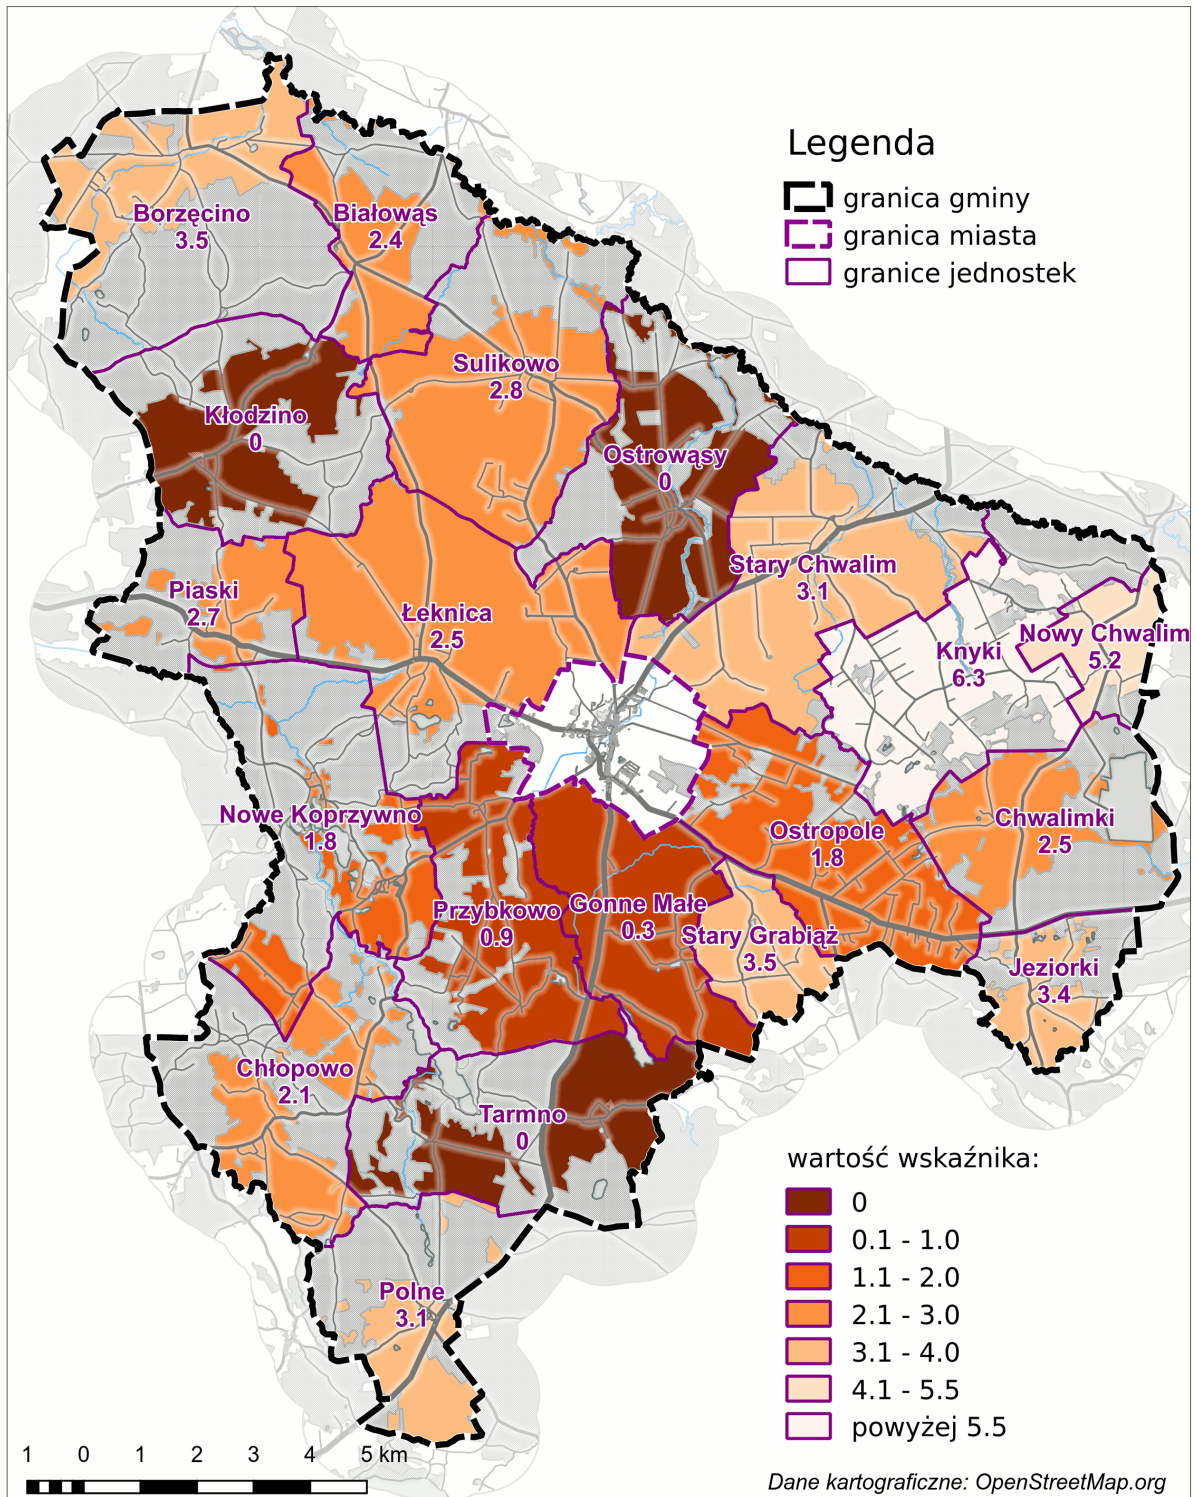 Legenda
granica gminy
granica miasta
granice jednostek
Borzęcino
3.5
Białowąs
2.4
Sulikowo
2.8
Kłodzino
0
Ostrowąsy
0
Stary Chwalim
3.1
Piaski
2.7
Łeknica
2.5
Knyki
6.3
Nowy Chwalim
5.2
Nowe Koprzywno
1.8
Ostropole
1.8
Chwalimki
2.5
Przybkowo
0.9
Gonne Małe
0.3
Stary Grabiąż
3.5
Jeziorki
3.4
Chłopowo
2.1
Tarmno
0
Polne
3.1
wartość wskaźnika:
0
0.1 - 1.0
1.1 - 2.0
2.1 - 3.0
3.1 - 4.0
4.1 - 5.5
powyżej 5.5
1 0 1 2 3 4 5 km
Dane kartograficzne: OpenStreetMap.org